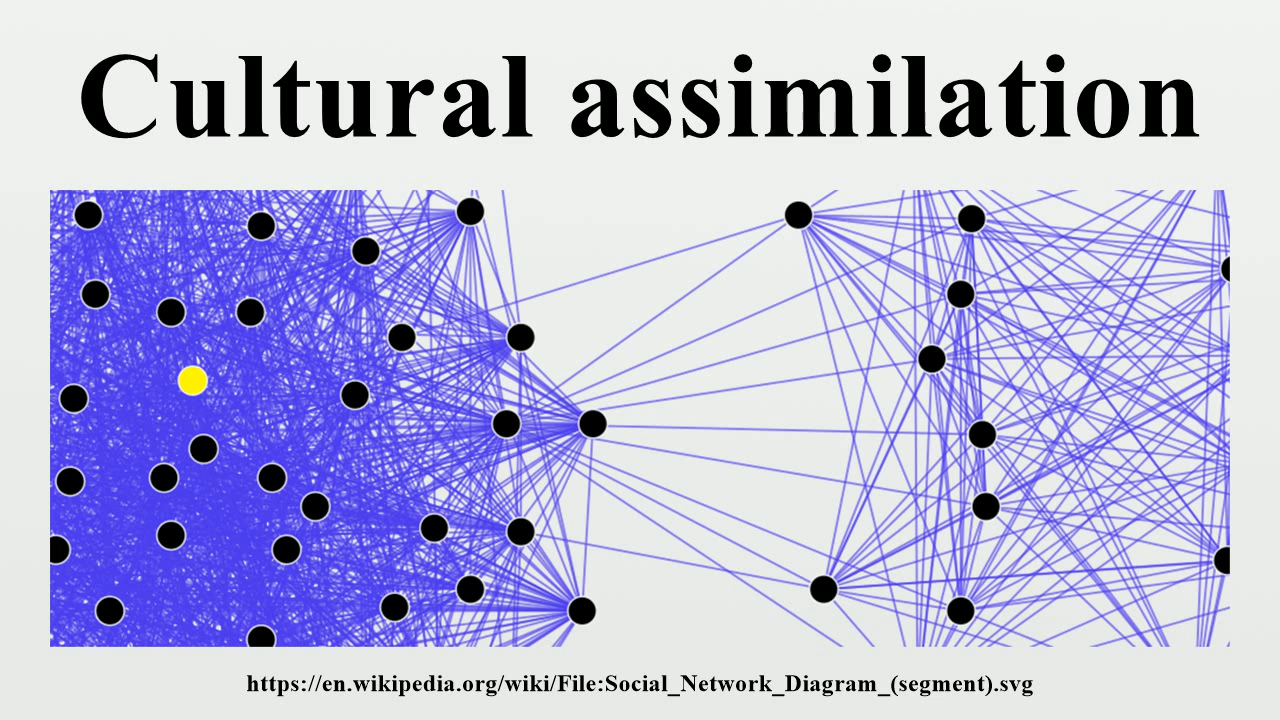 Cultural assimilation
https://en.wikipedia.org/wiki/File:Social_Network_Diagram_(segment).svg